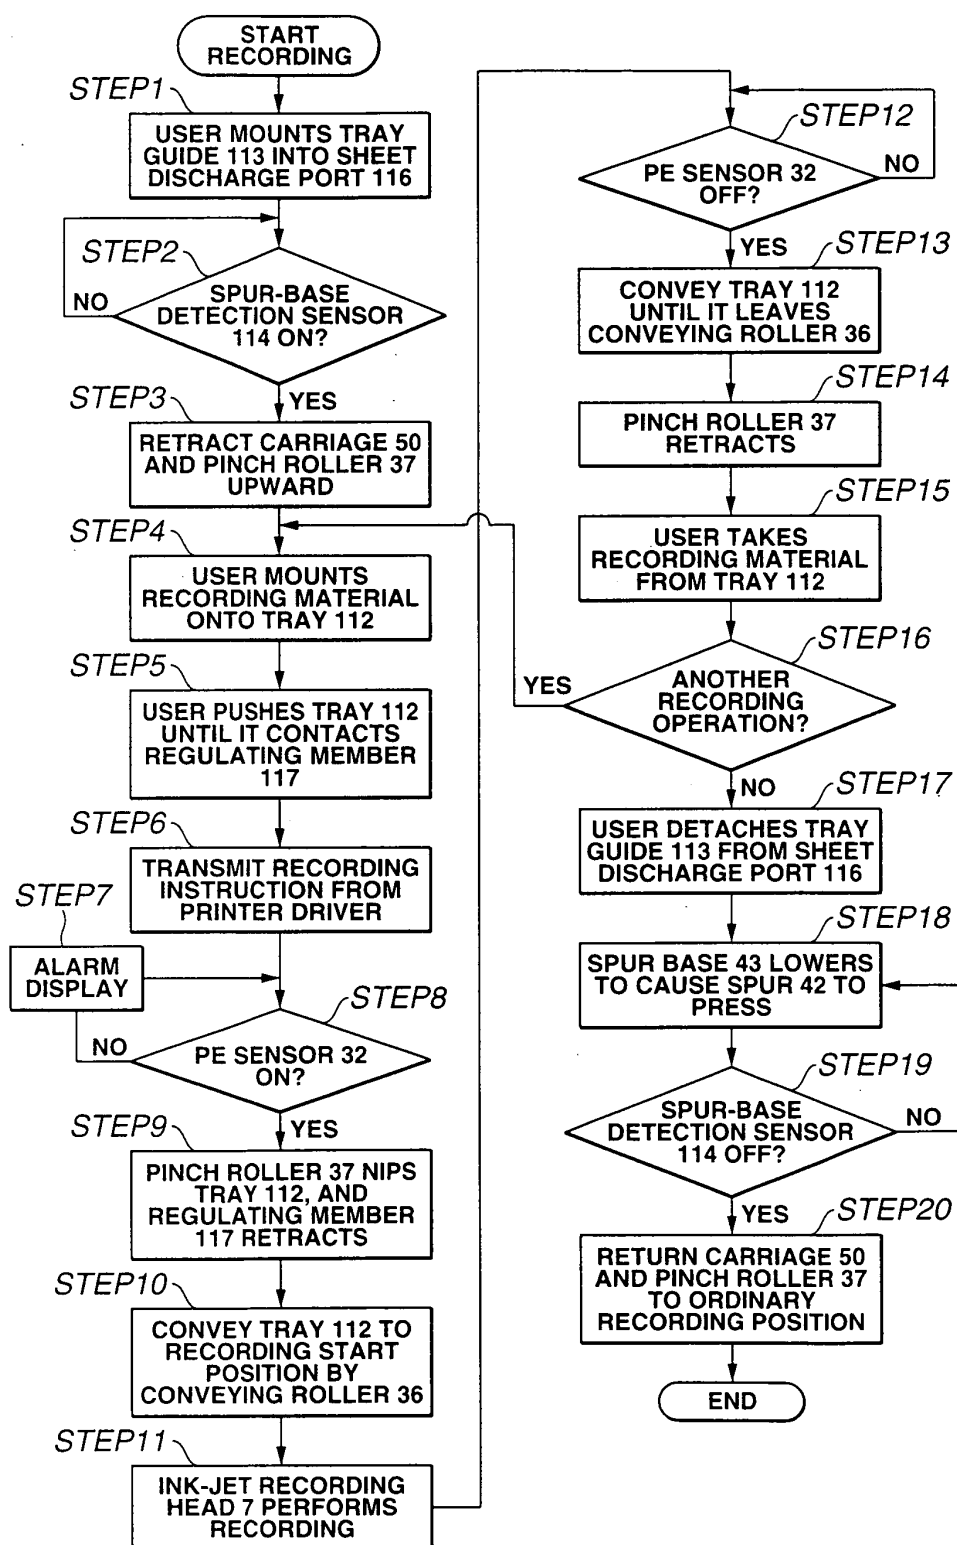 START
RECORDING
STEP1
USER MOUNTS TRAY
GUIDE 113 INTO SHEET
DISCHARGE PORT 116
STEP2
NO
SPUR-BASE
DETECTION SENSOR
114 ON?
YES
STEP3
RETRACT CARRIAGE 50
AND PINCH ROLLER 37
UPWARD
STEP4
USER MOUNTS
RECORDING MATERIAL
ONTO TRAY 112
STEP5
USER PUSHES TRAY 112
UNTIL IT CONTACTS
REGULATING MEMBER
117
STEP6
TRANSMIT RECORDING
INSTRUCTION FROM
PRINTER DRIVER
STEP7
ALARM
DISPLAY
STEP8
NO
PE SENSOR 32
ON?
YES
STEP9
PINCH ROLLER 37 NIPS
TRAY 112, AND
REGULATING MEMBER
117 RETRACTS
STEP10
CONVEY TRAY 112 TO
RECORDING START
POSITION BY
CONVEYING ROLLER 36
STEP11
INK-JET RECORDING
HEAD 7 PERFORMS
RECORDING
STEP12
PE SENSOR 32
OFF?
NO
YES
STEP13
CONVEY TRAY 112
UNTIL IT LEAVES
CONVEYING ROLLER 36
STEP14
PINCH ROLLER 37
RETRACTS
STEP15
USER TAKES
RECORDING MATERIAL
FROM TRAY 112
STEP16
YES
ANOTHER
RECORDING
OPERATION?
NO
STEP17
USER DETACHES TRAY
GUIDE 113 FROM SHEET
DISCHARGE PORT 116
STEP18
SPUR BASE 43 LOWERS
TO CAUSE SPUR 42 TO
PRESS
STEP19
SPUR-BASE
DETECTION SENSOR
114 OFF?
NO
YES
STEP20
RETURN CARRIAGE 50
AND PINCH ROLLER 37
TO ORDINARY
RECORDING POSITION
END